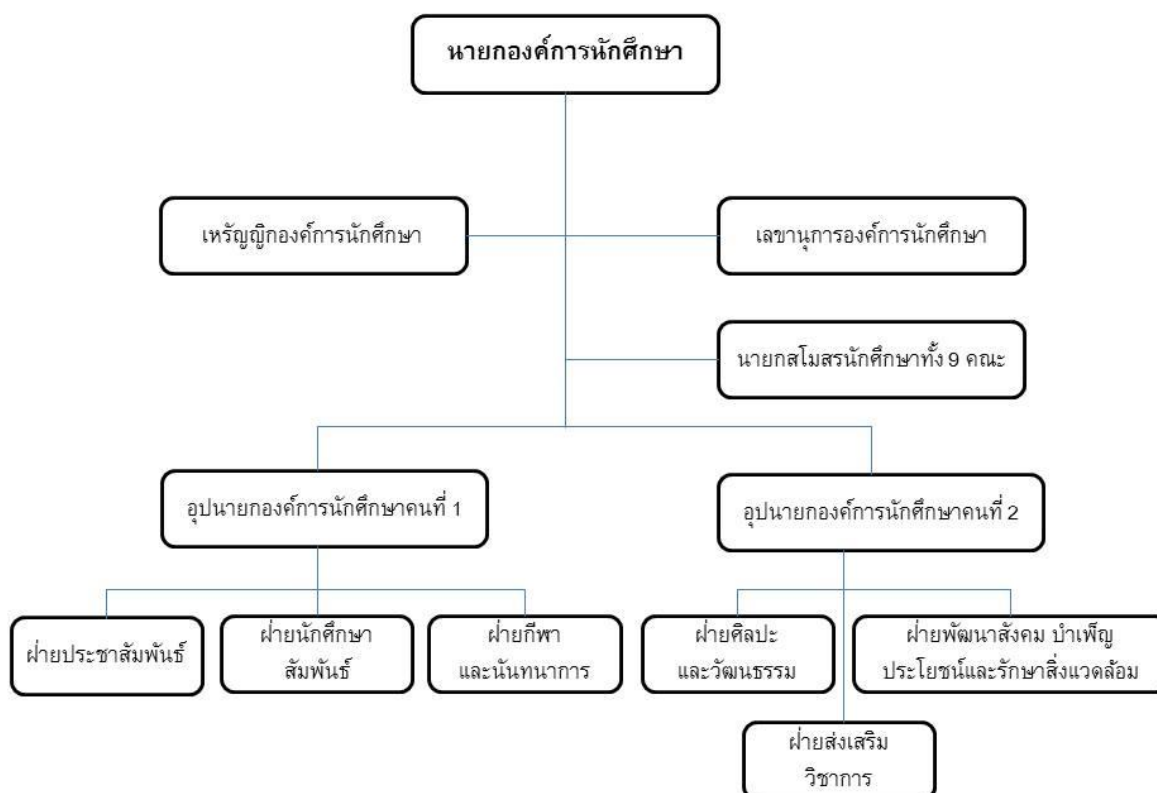 นายกองค์การนักศึกษา
เหรัญญิกองค์การนักศึกษา
เลขานุการองค์การนักศึกษา
นายกสโมสรนักศึกษาทั้ง 9 คณะ
อุปนายกองค์การนักศึกษาคนที่ 1
อุปนายกองค์การนักศึกษาคนที่ 2
ฝ่ายประชาสัมพันธ์
ฝ่ายนักศึกษา
สัมพันธ์
ฝ่ายกีฬา
และนันทนาการ
ฝ่ายศิลปะ
และวัฒนธรรม
ฝ่ายพัฒนาสังคม บำเพ็ญ
ประโยชน์และรักษาสิ่งแวดล้อม
ฝ่ายส่งเสริม
วิชาการ